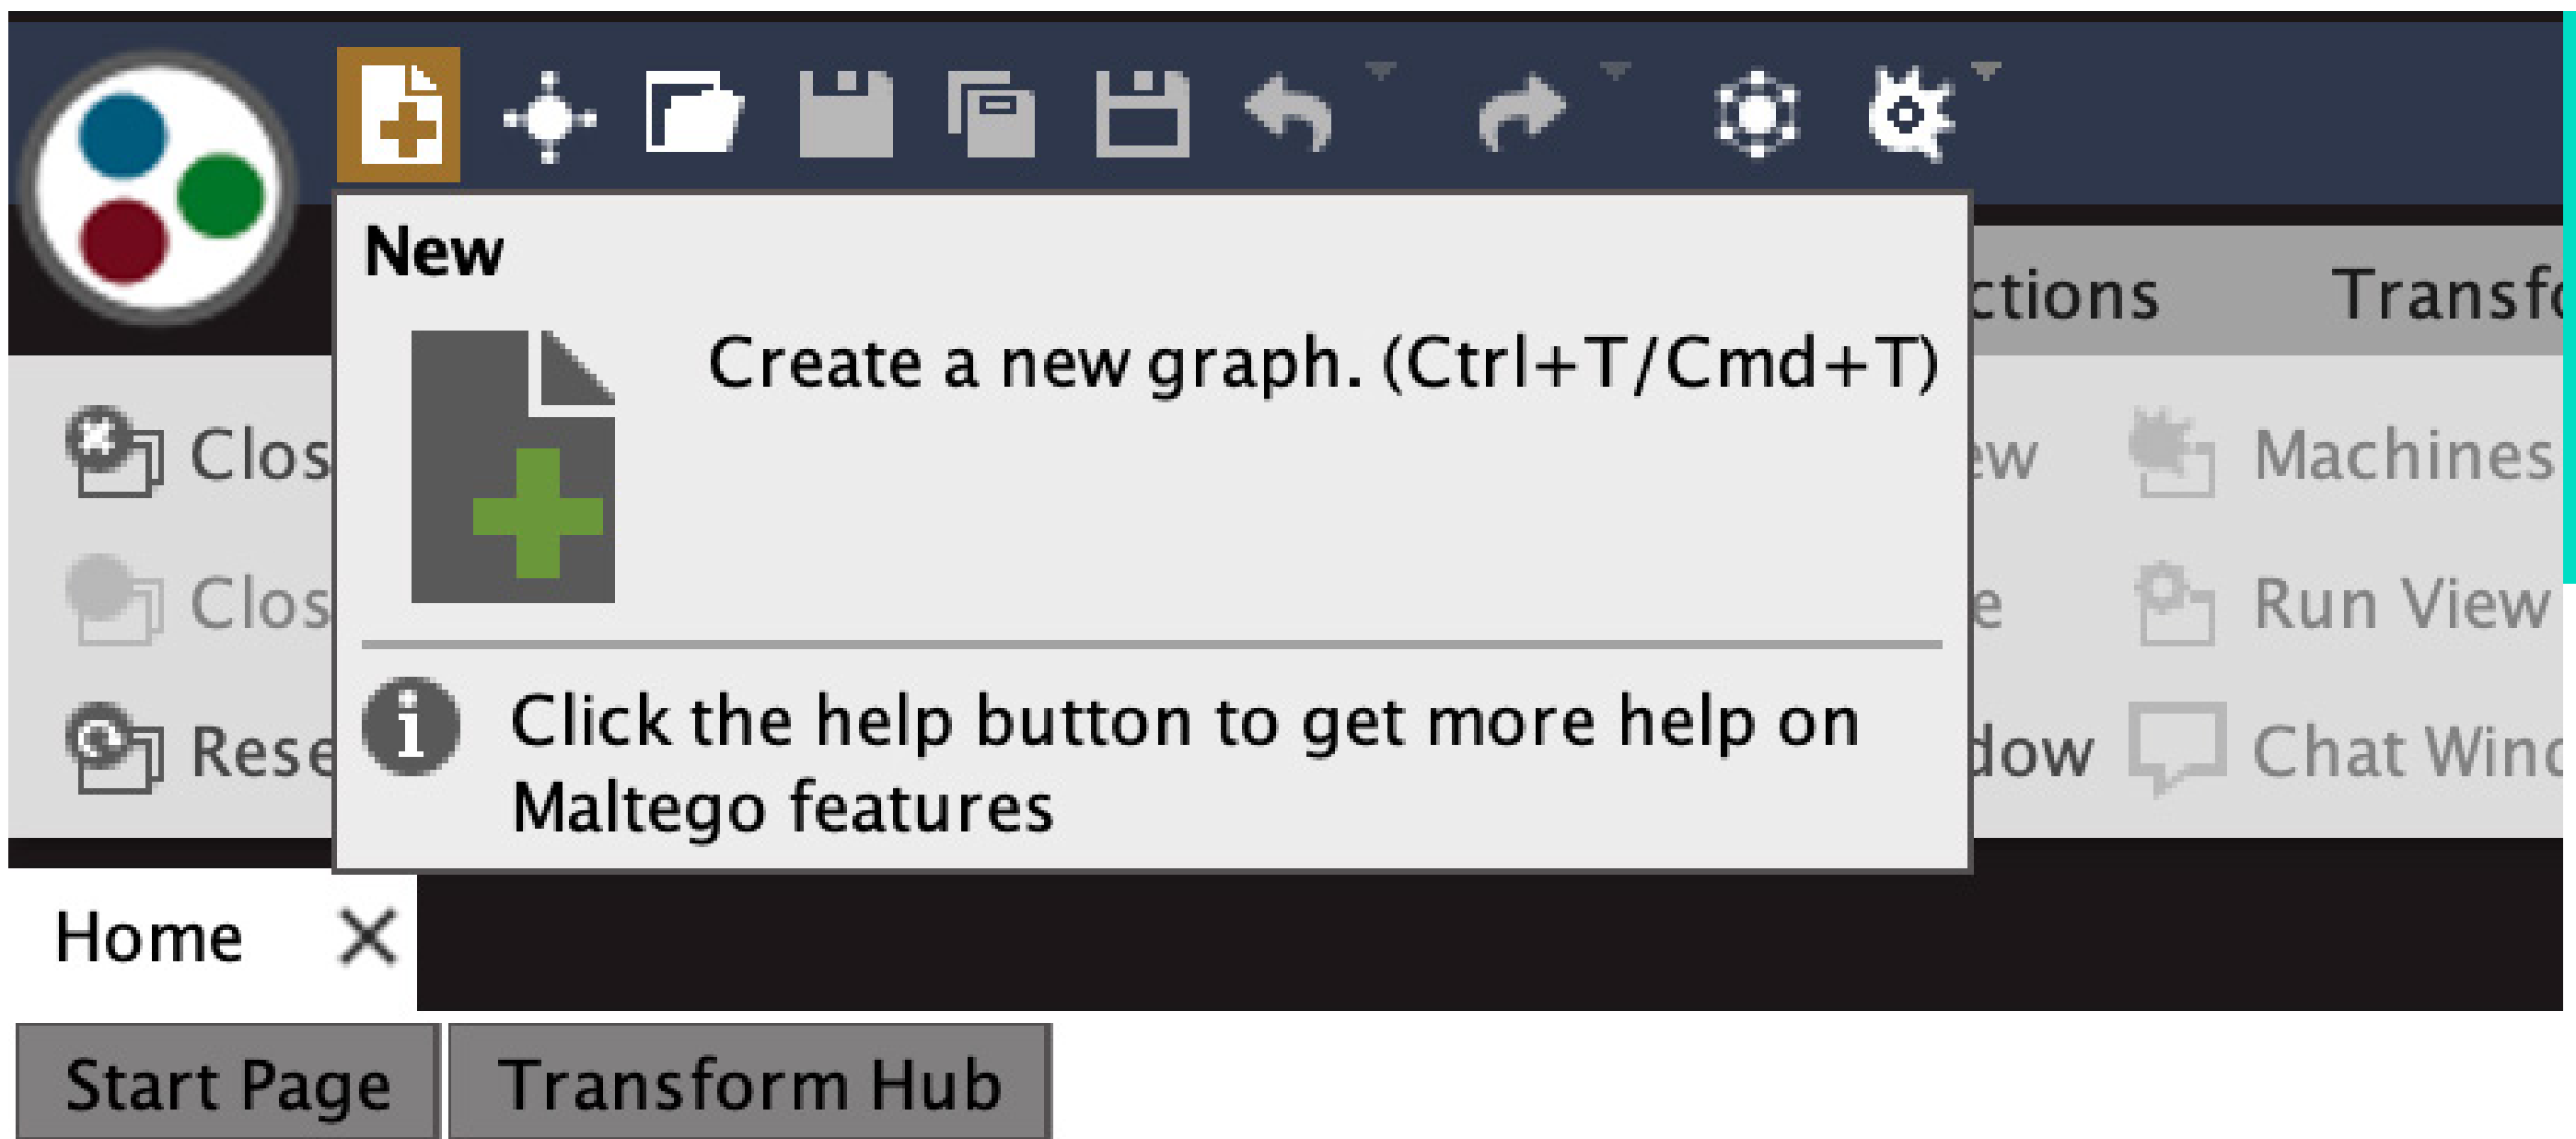 New
Create a new graph. (Ctrl+T/Cmd+T)
Click the help button to get more help on
Maltego features
Machines
Run View
Chat
Home
Start Page
Transform Hub